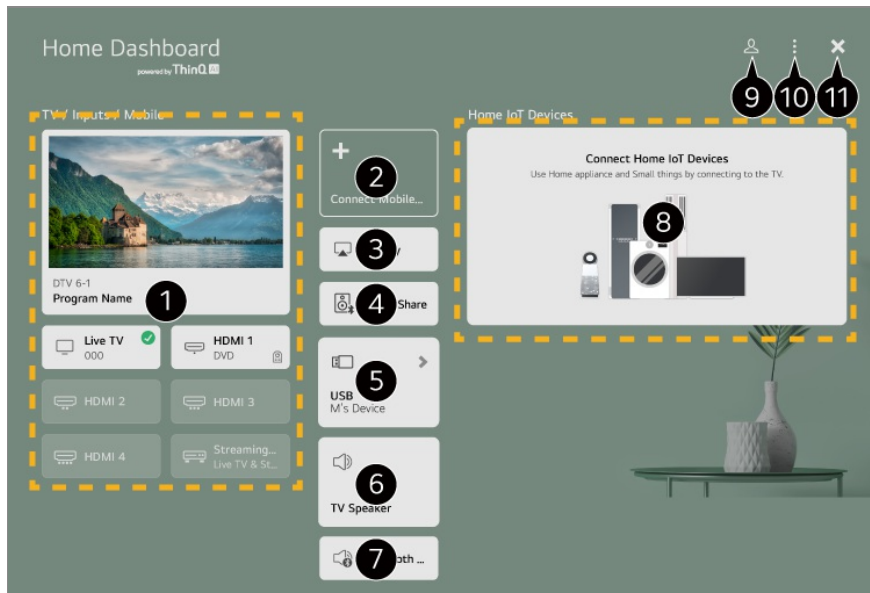 Home Dashboard
powered by ThinQ AI
9 10 11
TV / Inputs / Mobile
DTV 6-1
Program Name
1
Live TV
000
HDMI 1
DVD
HDMI 2
HDMI 3
HDMI 4
Streaming...
Live TV & St...
2
Connect Mobile...
3
4
Share
5
USB
M's Device
6
TV Speaker
7
Home IoT Devices
Connect Home IoT Devices
Use Home appliance and Small things by connecting to the TV.
8